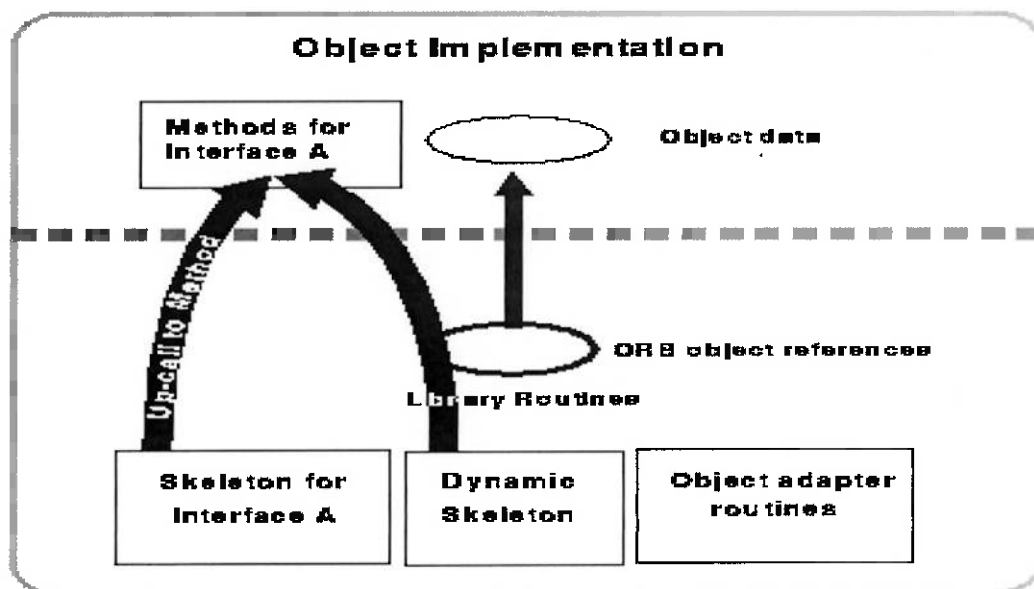 Object Implementation
Methods for
Interface A
Object data
Up-call to Method
ORB object references
Library Routines
Skeleton for
Interface A
Dynamic
Skeleton
Object adapter
routines